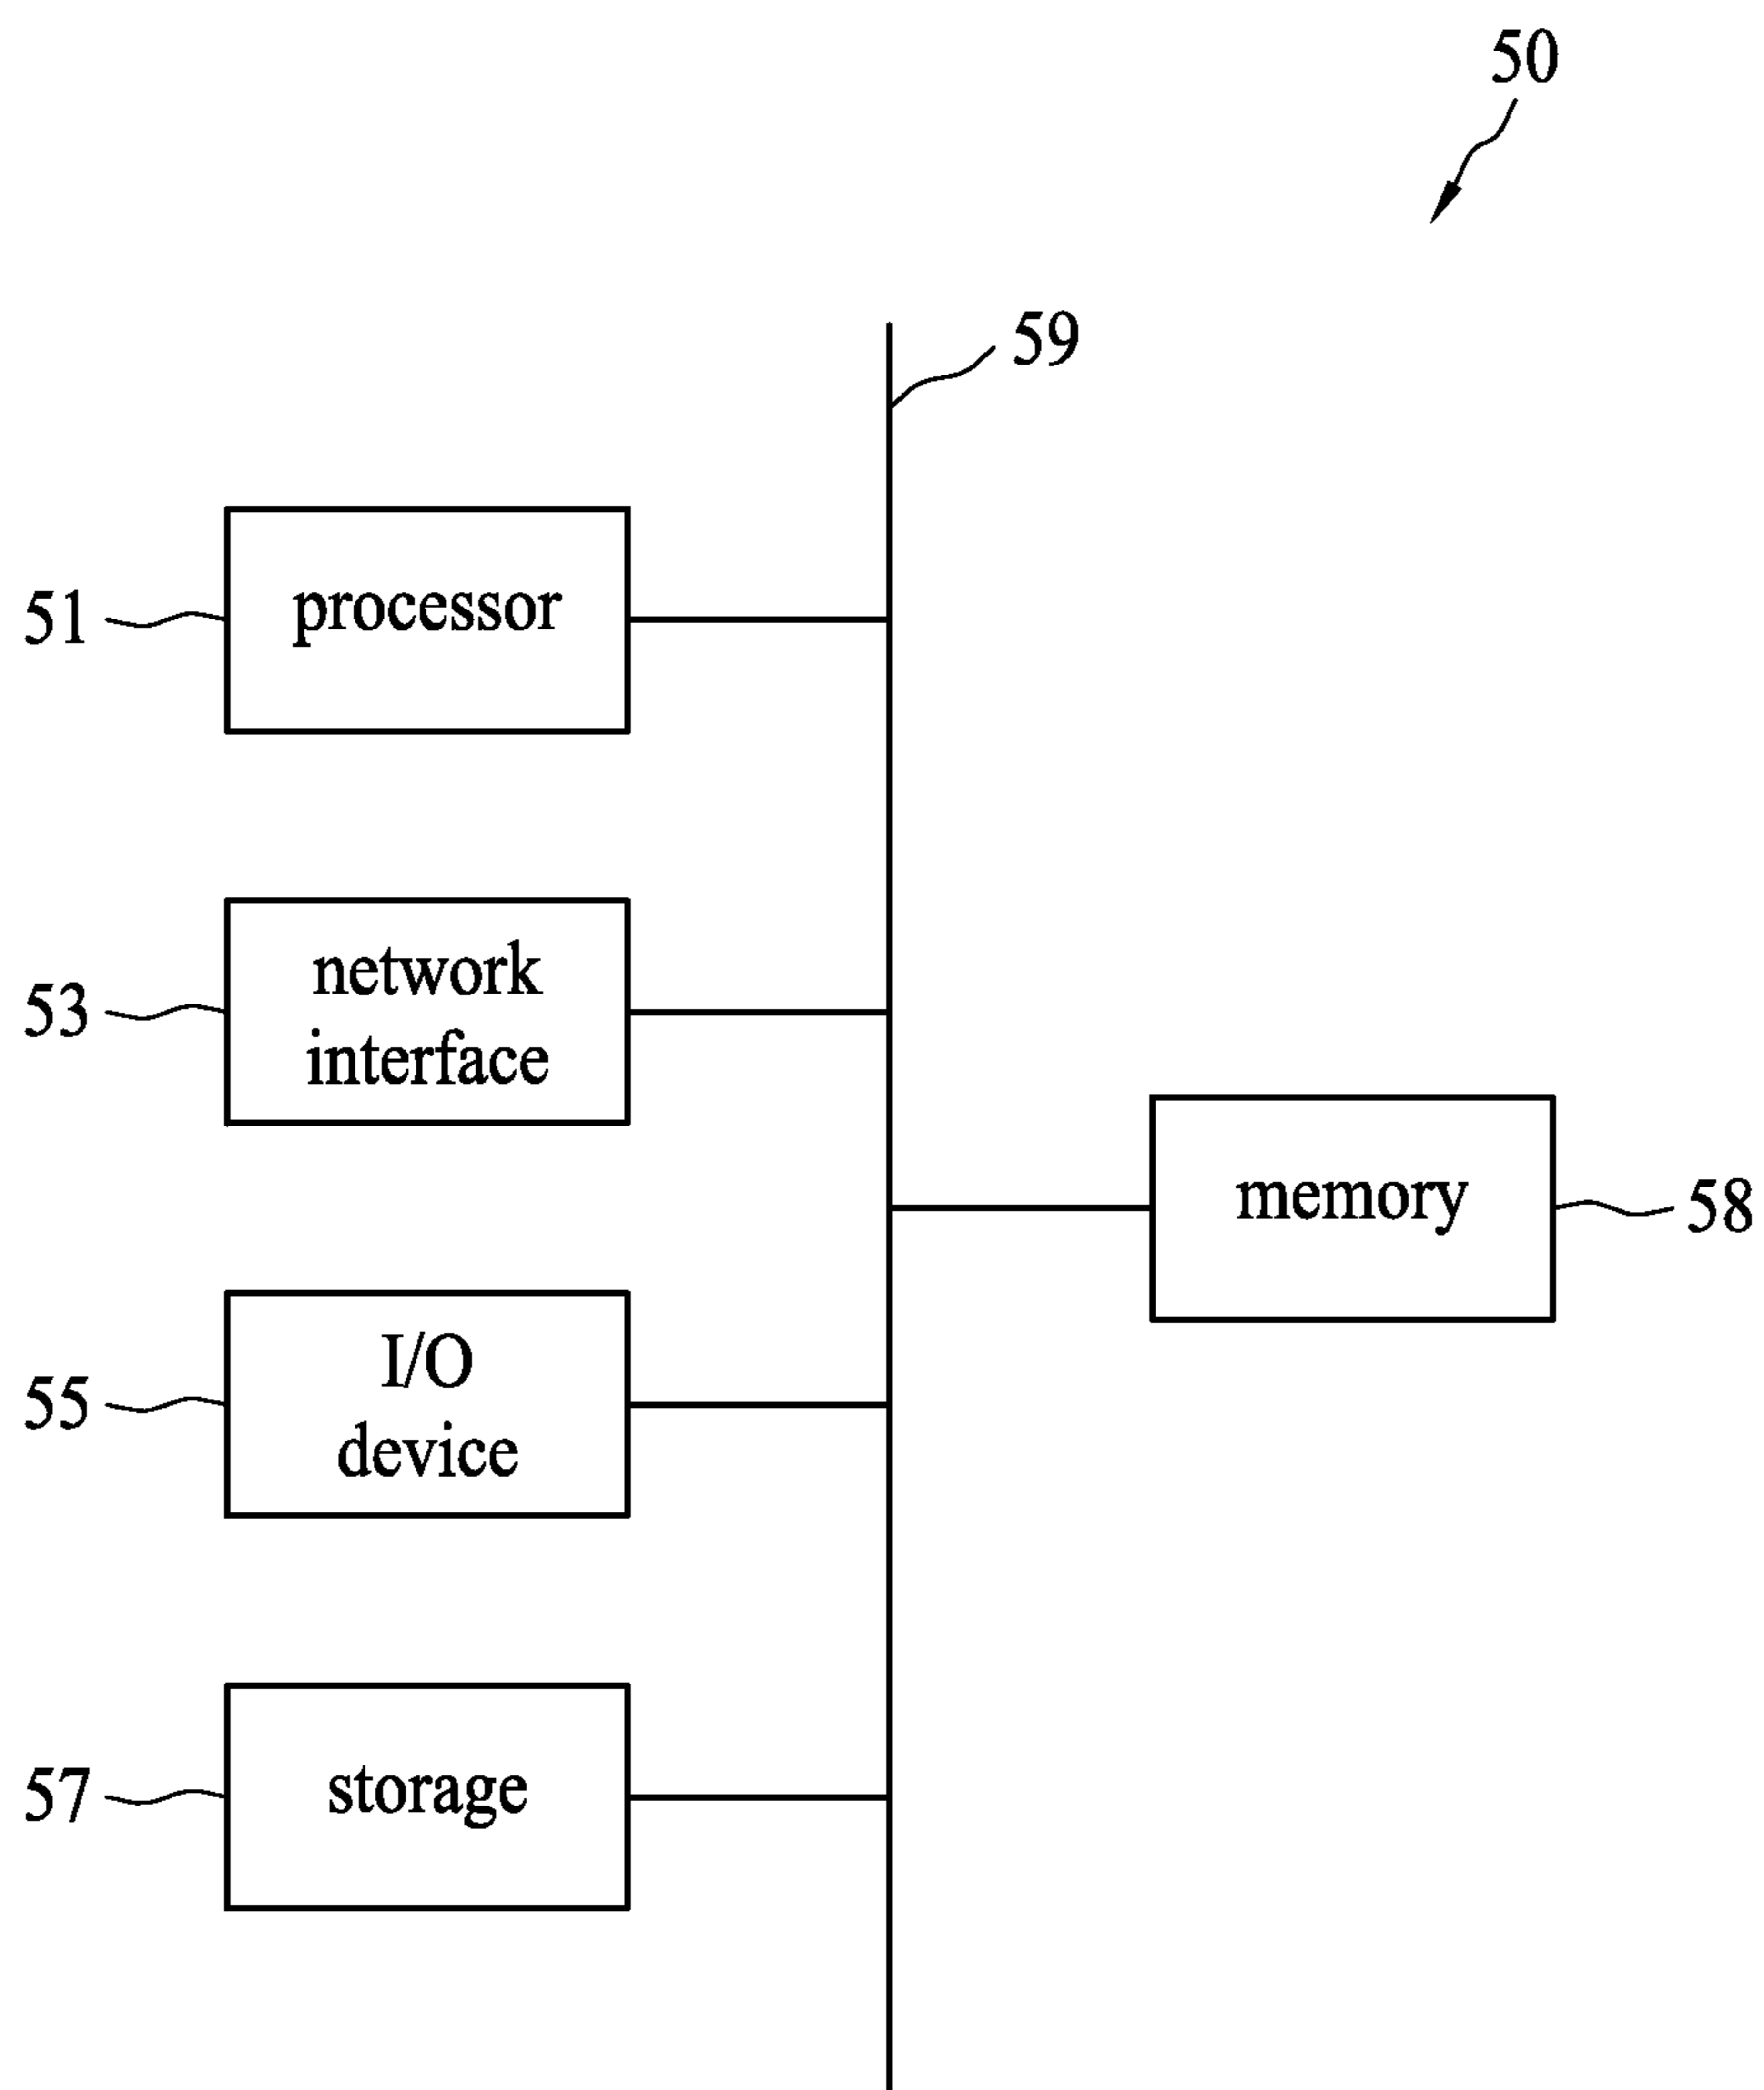 50
59
51
processor
53
network
interface
memory
58
55
I/O
device
57
storage